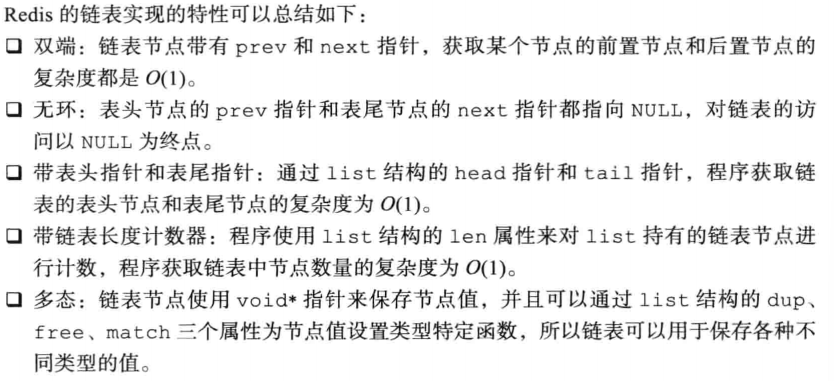 Redis 的链表实现的特性可以总结如下：
❑ 双端：链表节点带有 prev 和 next 指针，获取某个节点的前置节点和后置节点的
复杂度都是 O(1)。
❑ 无环：表头节点的 prev 指针和表尾节点的 next 指针都指向 NULL，对链表的访
问以 NULL 为终点。
❑ 带表头指针和表尾指针：通过 list 结构的 head 指针和 tail 指针，程序获取链
表的表头节点和表尾节点的复杂度为 O(1)。
❑ 带链表长度计数器：程序使用 list 结构的 len 属性来对 list 持有的链表节点进
行计数，程序获取链表中节点数量的复杂度为 O(1)。
❑ 多态：链表节点使用 void* 指针来保存节点值，并且可以通过 list 结构的 dup、
free、match 三个属性为节点值设置类型特定函数，所以链表可以用于保存各种不
同类型的值。